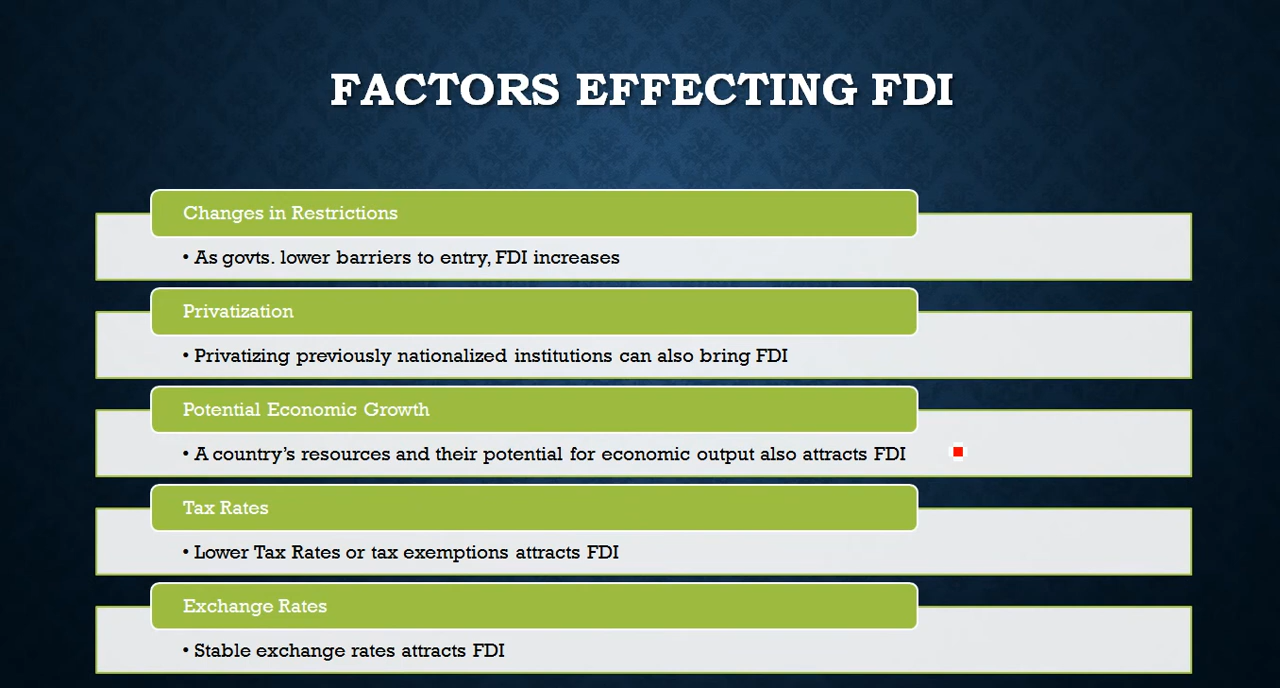 FACTORS EFFECTING FDI
Changes in Restrictions
• As govts. lower barriers to entry, FDI increases
Privatization
• Privatizing previously nationalized institutions can also bring FDI
Potential Economic Growth
• A country's resources and their potential for economic output also attracts FDI
Tax Rates
• Lower Tax Rates or tax exemptions attracts FDI
Exchange Rates
• Stable exchange rates attracts FDI